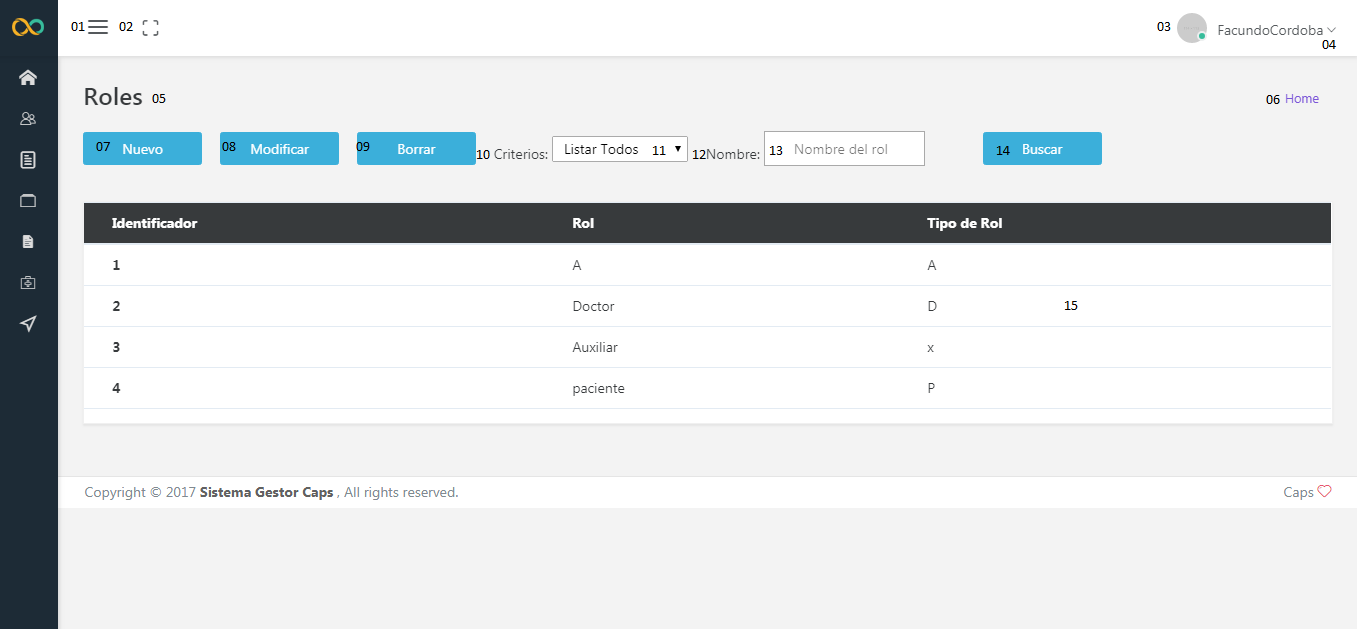 01 02 03 FacundoCordoba
04
Roles 05 06 Home
07 Nuevo 08 Modificar 09 Borrar 10 Criterios: Listar Todos 11 12Nombre: 13 Nombre del rol 14 Buscar
Identificador Rol Tipo de Rol
1 A A
2 Doctor D 15
3 Auxiliar x
4 paciente P
Copyright © 2017 Sistema Gestor Caps , All rights reserved. Caps